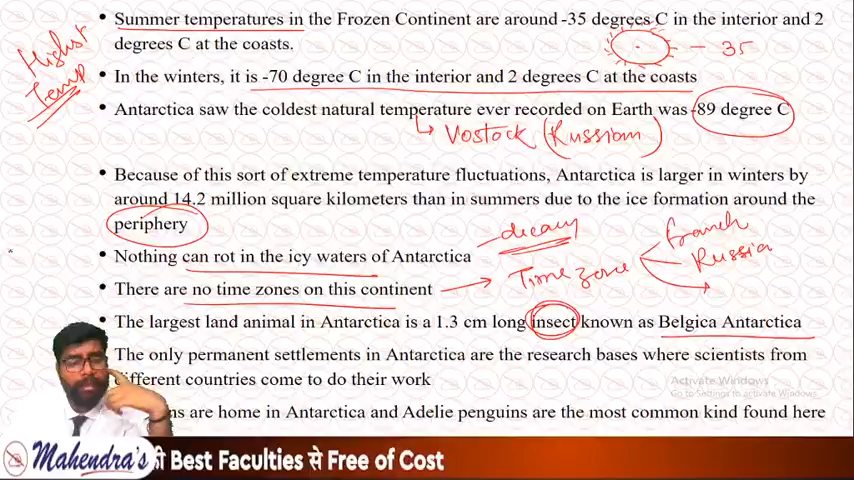 • Summer temperatures in the Frozen Continent are around -35 degrees C in the interior and 2
degrees C at the coasts.
- 35
Highst
Temp
• In the winters, it is -70 degree C in the interior and 2 degrees C at the coasts
• Antarctica saw the coldest natural temperature ever recorded on Earth was -89 degree C
Vostock (Russian)
• Because of this sort of extreme temperature fluctuations, Antarctica is larger in winters by
around 14.2 million square kilometers than in summers due to the ice formation around the
periphery
decay
French
• Nothing can rot in the icy waters of Antarctica
Russia
Time zone
• There are no time zones on this continent
• The largest land animal in Antarctica is a 1.3 cm long insect known as Belgica Antarctica
The only permanent settlements in Antarctica are the research bases where scientists from
different countries come to do their work
Activate Windows
Go to Settings to activate Windows.
are home in Antarctica and Adelie penguins are the most common kind found here
Mahendra's की Best Faculties से Free of Cost